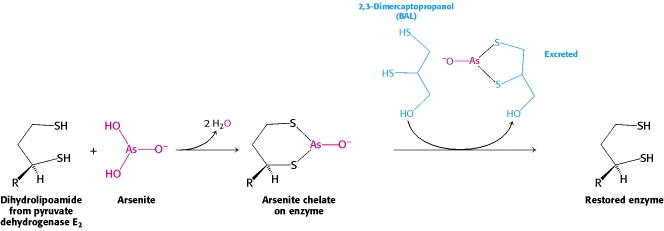 2,3-Dimercaptopropanol
(BAL)
HS
HS
HO
⁻O—As
S
S
HO
Excreted
SH
SH
R
H
+
HO
As—O⁻
HO
2 H₂O
S
As—O⁻
S
R
H
SH
SH
R
H
Dihydrolipoamide
from pyruvate
dehydrogenase E₂
Arsenite
Arsenite chelate
on enzyme
Restored enzyme